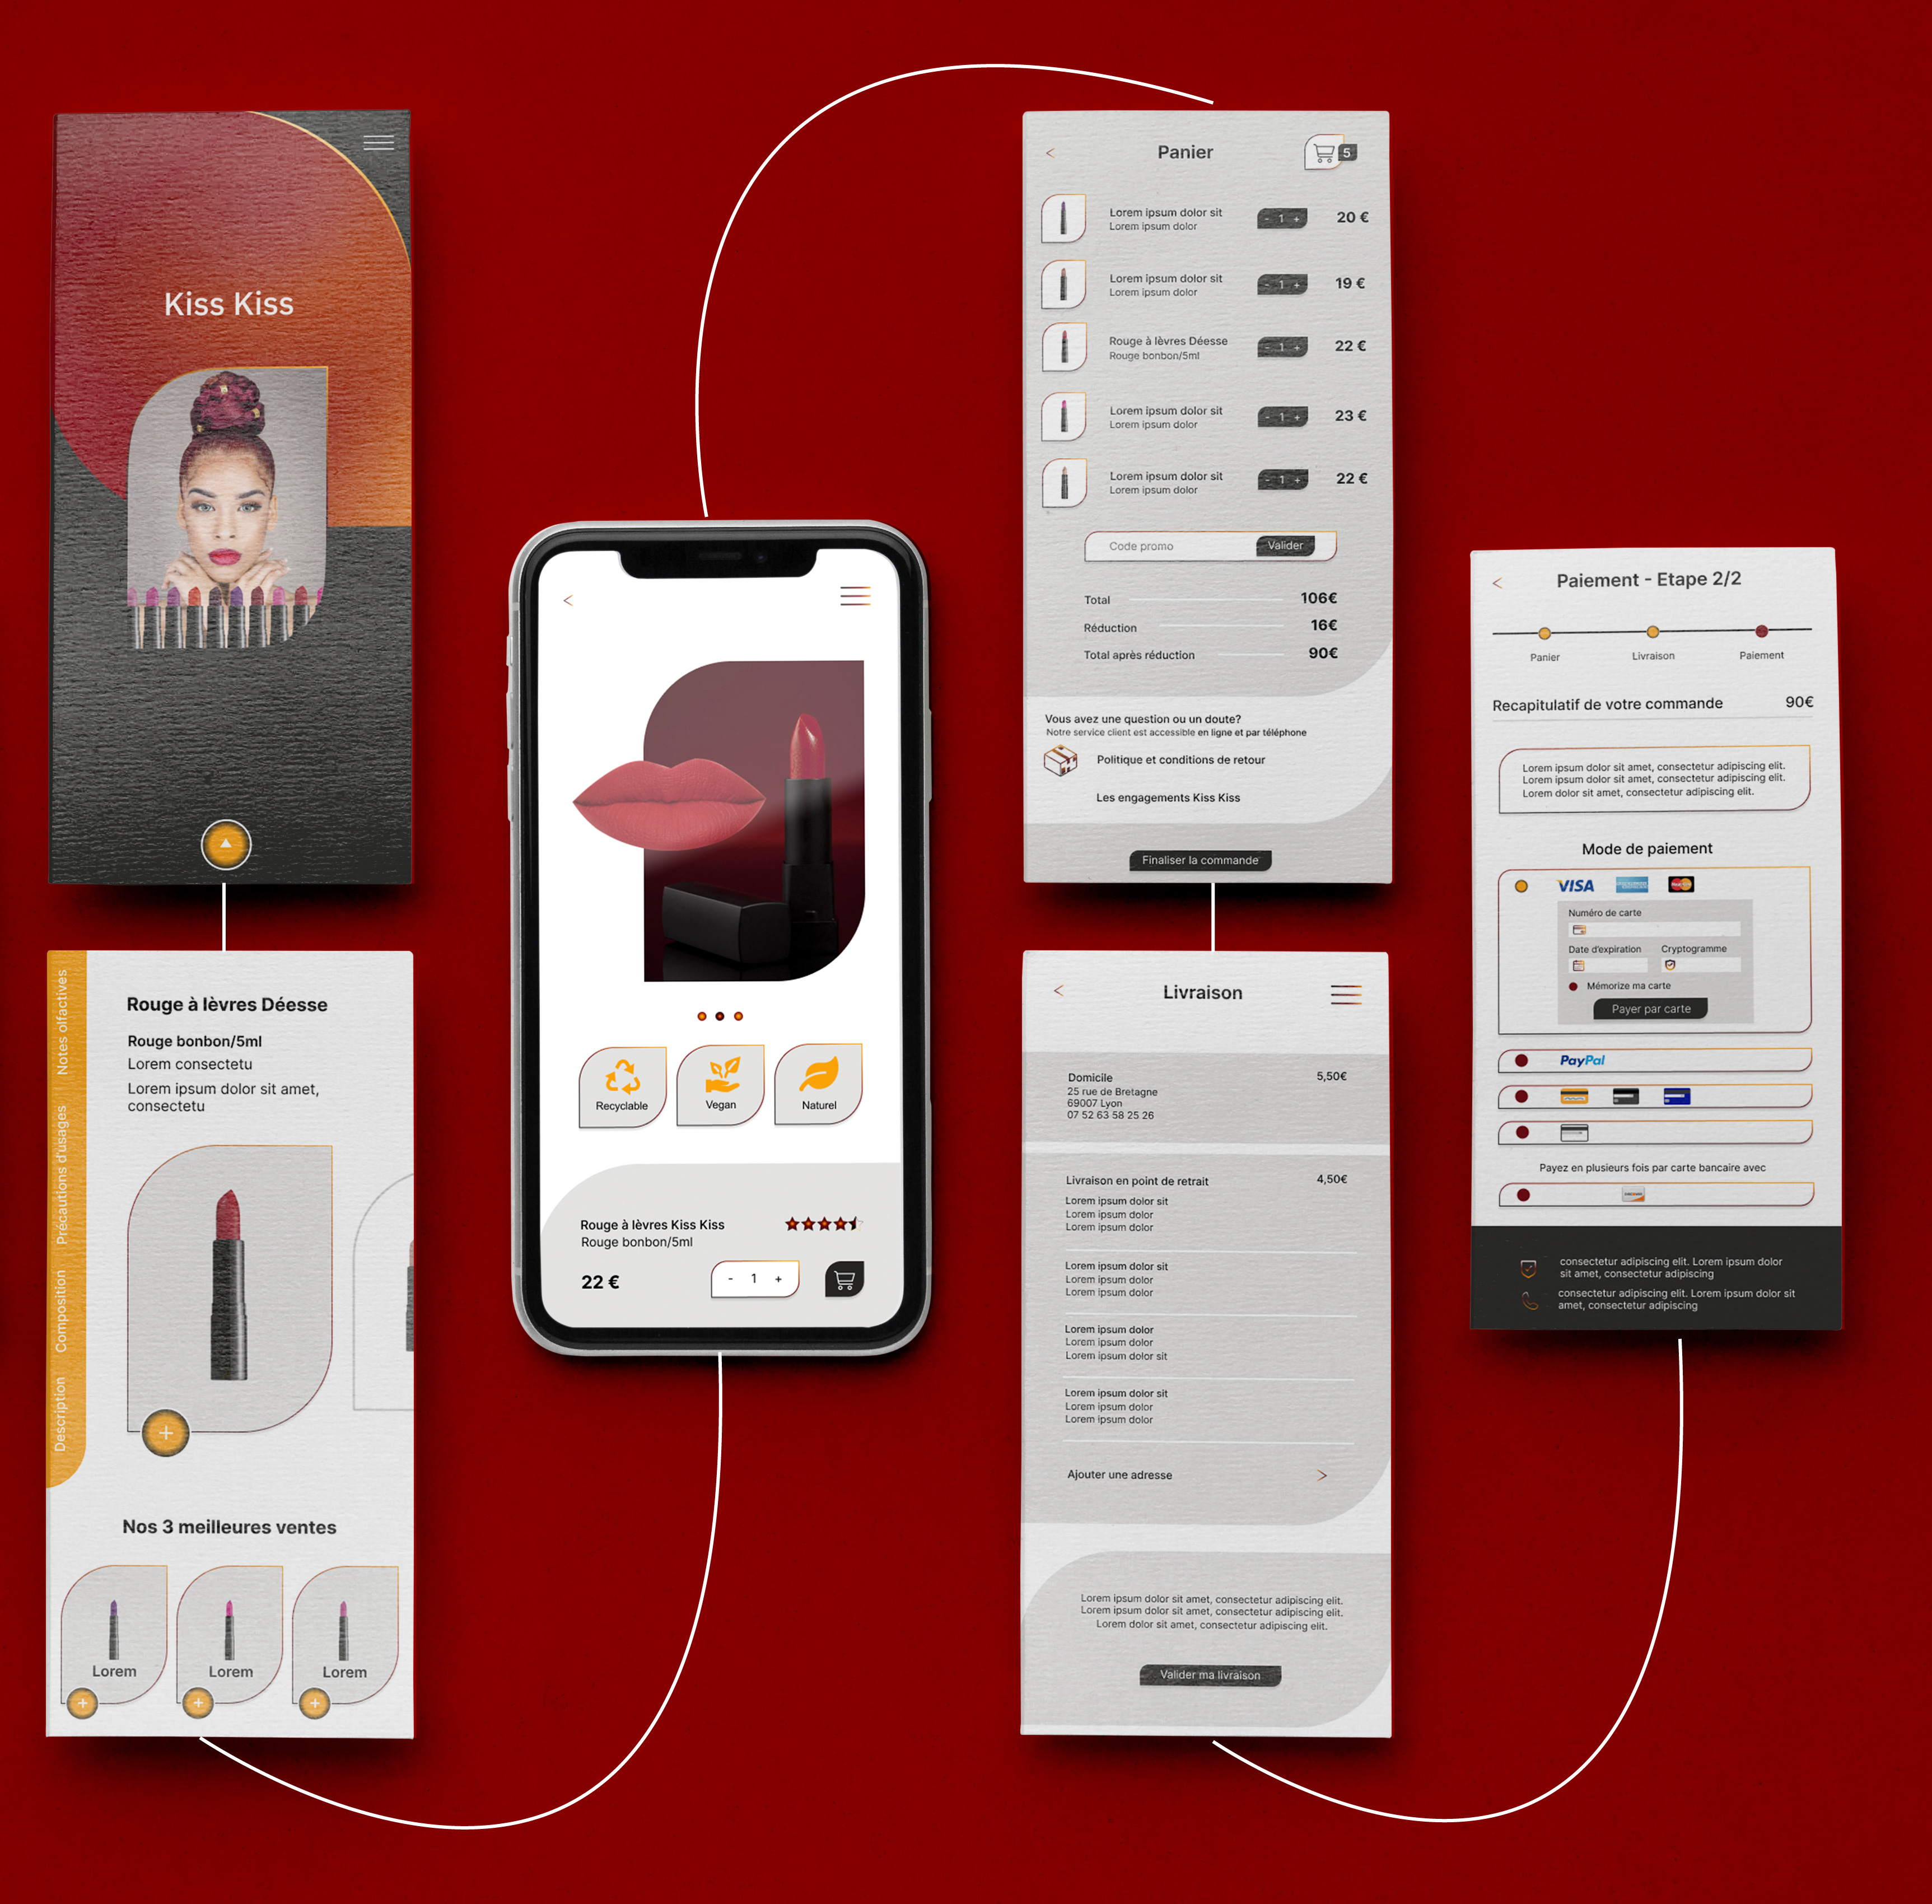 Kiss Kiss
Notes olfactives
Précautions d'usages
Composition
Description
Rouge à lèvres Déesse
Rouge bonbon/5ml
Lorem consectetu
Lorem ipsum dolor sit amet,
consectetu
Nos 3 meilleures ventes
Lorem
Lorem
Lorem
Recyclable
Vegan
Naturel
Rouge à lèvres Kiss Kiss
Rouge bonbon/5ml
22 €
- 1 +
< Panier 5
Lorem ipsum dolor sit
Lorem ipsum dolor
- 1 +
20 €
Lorem ipsum dolor sit
Lorem ipsum dolor
- 1 +
19 €
Rouge à lèvres Déesse
Rouge bonbon/5ml
- 1 +
22 €
Lorem ipsum dolor sit
Lorem ipsum dolor
- 1 +
23 €
Lorem ipsum dolor sit
Lorem ipsum dolor
- 1 +
22 €
Code promo Valider
Total 106€
Réduction 16€
Total après réduction 90€
Vous avez une question ou un doute?
Notre service client est accessible en ligne et par téléphone
Politique et conditions de retour
Les engagements Kiss Kiss
Finaliser la commande
Livraison
Domicile 5,50€
25 rue de Bretagne
69007 Lyon
07 52 63 58 25 26
Livraison en point de retrait 4,50€
Lorem ipsum dolor sit
Lorem ipsum dolor
Lorem ipsum dolor
Lorem ipsum dolor sit
Lorem ipsum dolor
Lorem ipsum dolor
Lorem ipsum dolor
Lorem ipsum dolor
Lorem ipsum dolor sit
Lorem ipsum dolor sit
Lorem ipsum dolor
Lorem ipsum dolor
Ajouter une adresse >
Lorem ipsum dolor sit amet, consectetur adipiscing elit.
Lorem ipsum dolor sit amet, consectetur adipiscing elit.
Lorem dolor sit amet, consectetur adipiscing elit.
Valider ma livraison
Paiement - Etape 2/2
Panier Livraison Paiement
Recapitulatif de votre commande 90€
Lorem ipsum dolor sit amet, consectetur adipiscing elit.
Lorem ipsum dolor sit amet, consectetur adipiscing elit.
Lorem dolor sit amet, consectetur adipiscing elit.
Mode de paiement
VISA
Numéro de carte
Date d'expiration Cryptogramme
Mémorize ma carte
Payer par carte
PayPal
Payez en plusieurs fois par carte bancaire avec
consectetur adipiscing elit. Lorem ipsum dolor
sit amet, consectetur adipiscing
consectetur adipiscing elit. Lorem ipsum dolor sit
amet, consectetur adipiscing